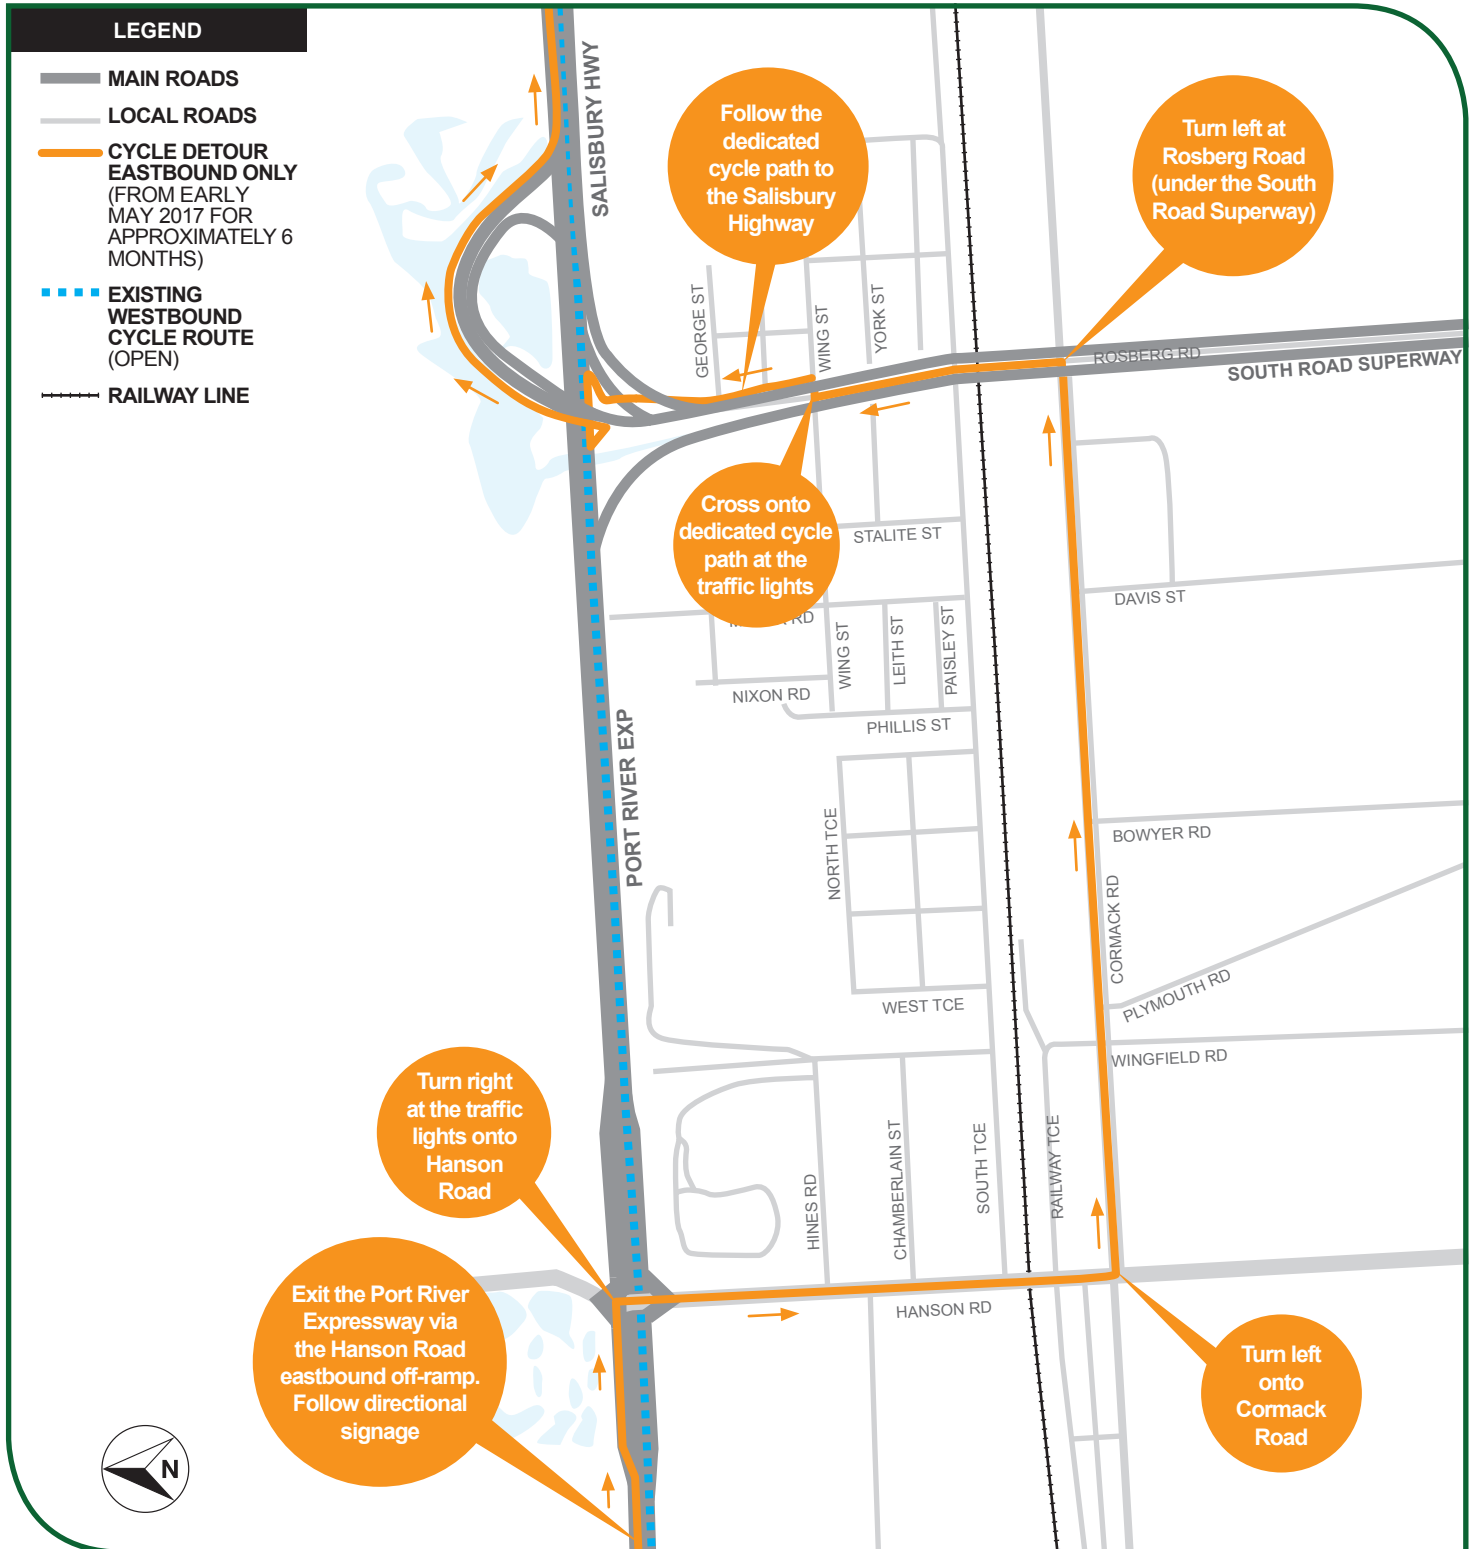 LEGEND
MAIN ROADS
LOCAL ROADS
CYCLE DETOUR
EASTBOUND ONLY
(FROM EARLY
MAY 2017 FOR
APPROXIMATELY 6
MONTHS)
EXISTING
WESTBOUND
CYCLE ROUTE
(OPEN)
RAILWAY LINE
SALISBURY HWY
Follow the
dedicated
cycle path to
the Salisbury
Highway
Turn left at
Rosberg Road
(under the South
Road Superway)
GEORGE ST
WING ST
YORK ST
ROSBERG RD
SOUTH ROAD SUPERWAY
Cross onto
dedicated cycle
path at the
traffic lights
STALITE ST
DAVIS ST
RD
WING ST
LEITH ST
PAISLEY ST
NIXON RD
PHILLIS ST
PORT RIVER EXP
NORTH TCE
BOWYER RD
CORMACK RD
PLYMOUTH RD
WEST TCE
WINGFIELD RD
Turn right
at the traffic
lights onto
Hanson
Road
HINES RD
CHAMBERLAIN ST
SOUTH TCE
RAILWAY TCE
Exit the Port River
Expressway via
the Hanson Road
eastbound off-ramp.
Follow directional
signage
HANSON RD
Turn left
onto
Cormack
Road
N